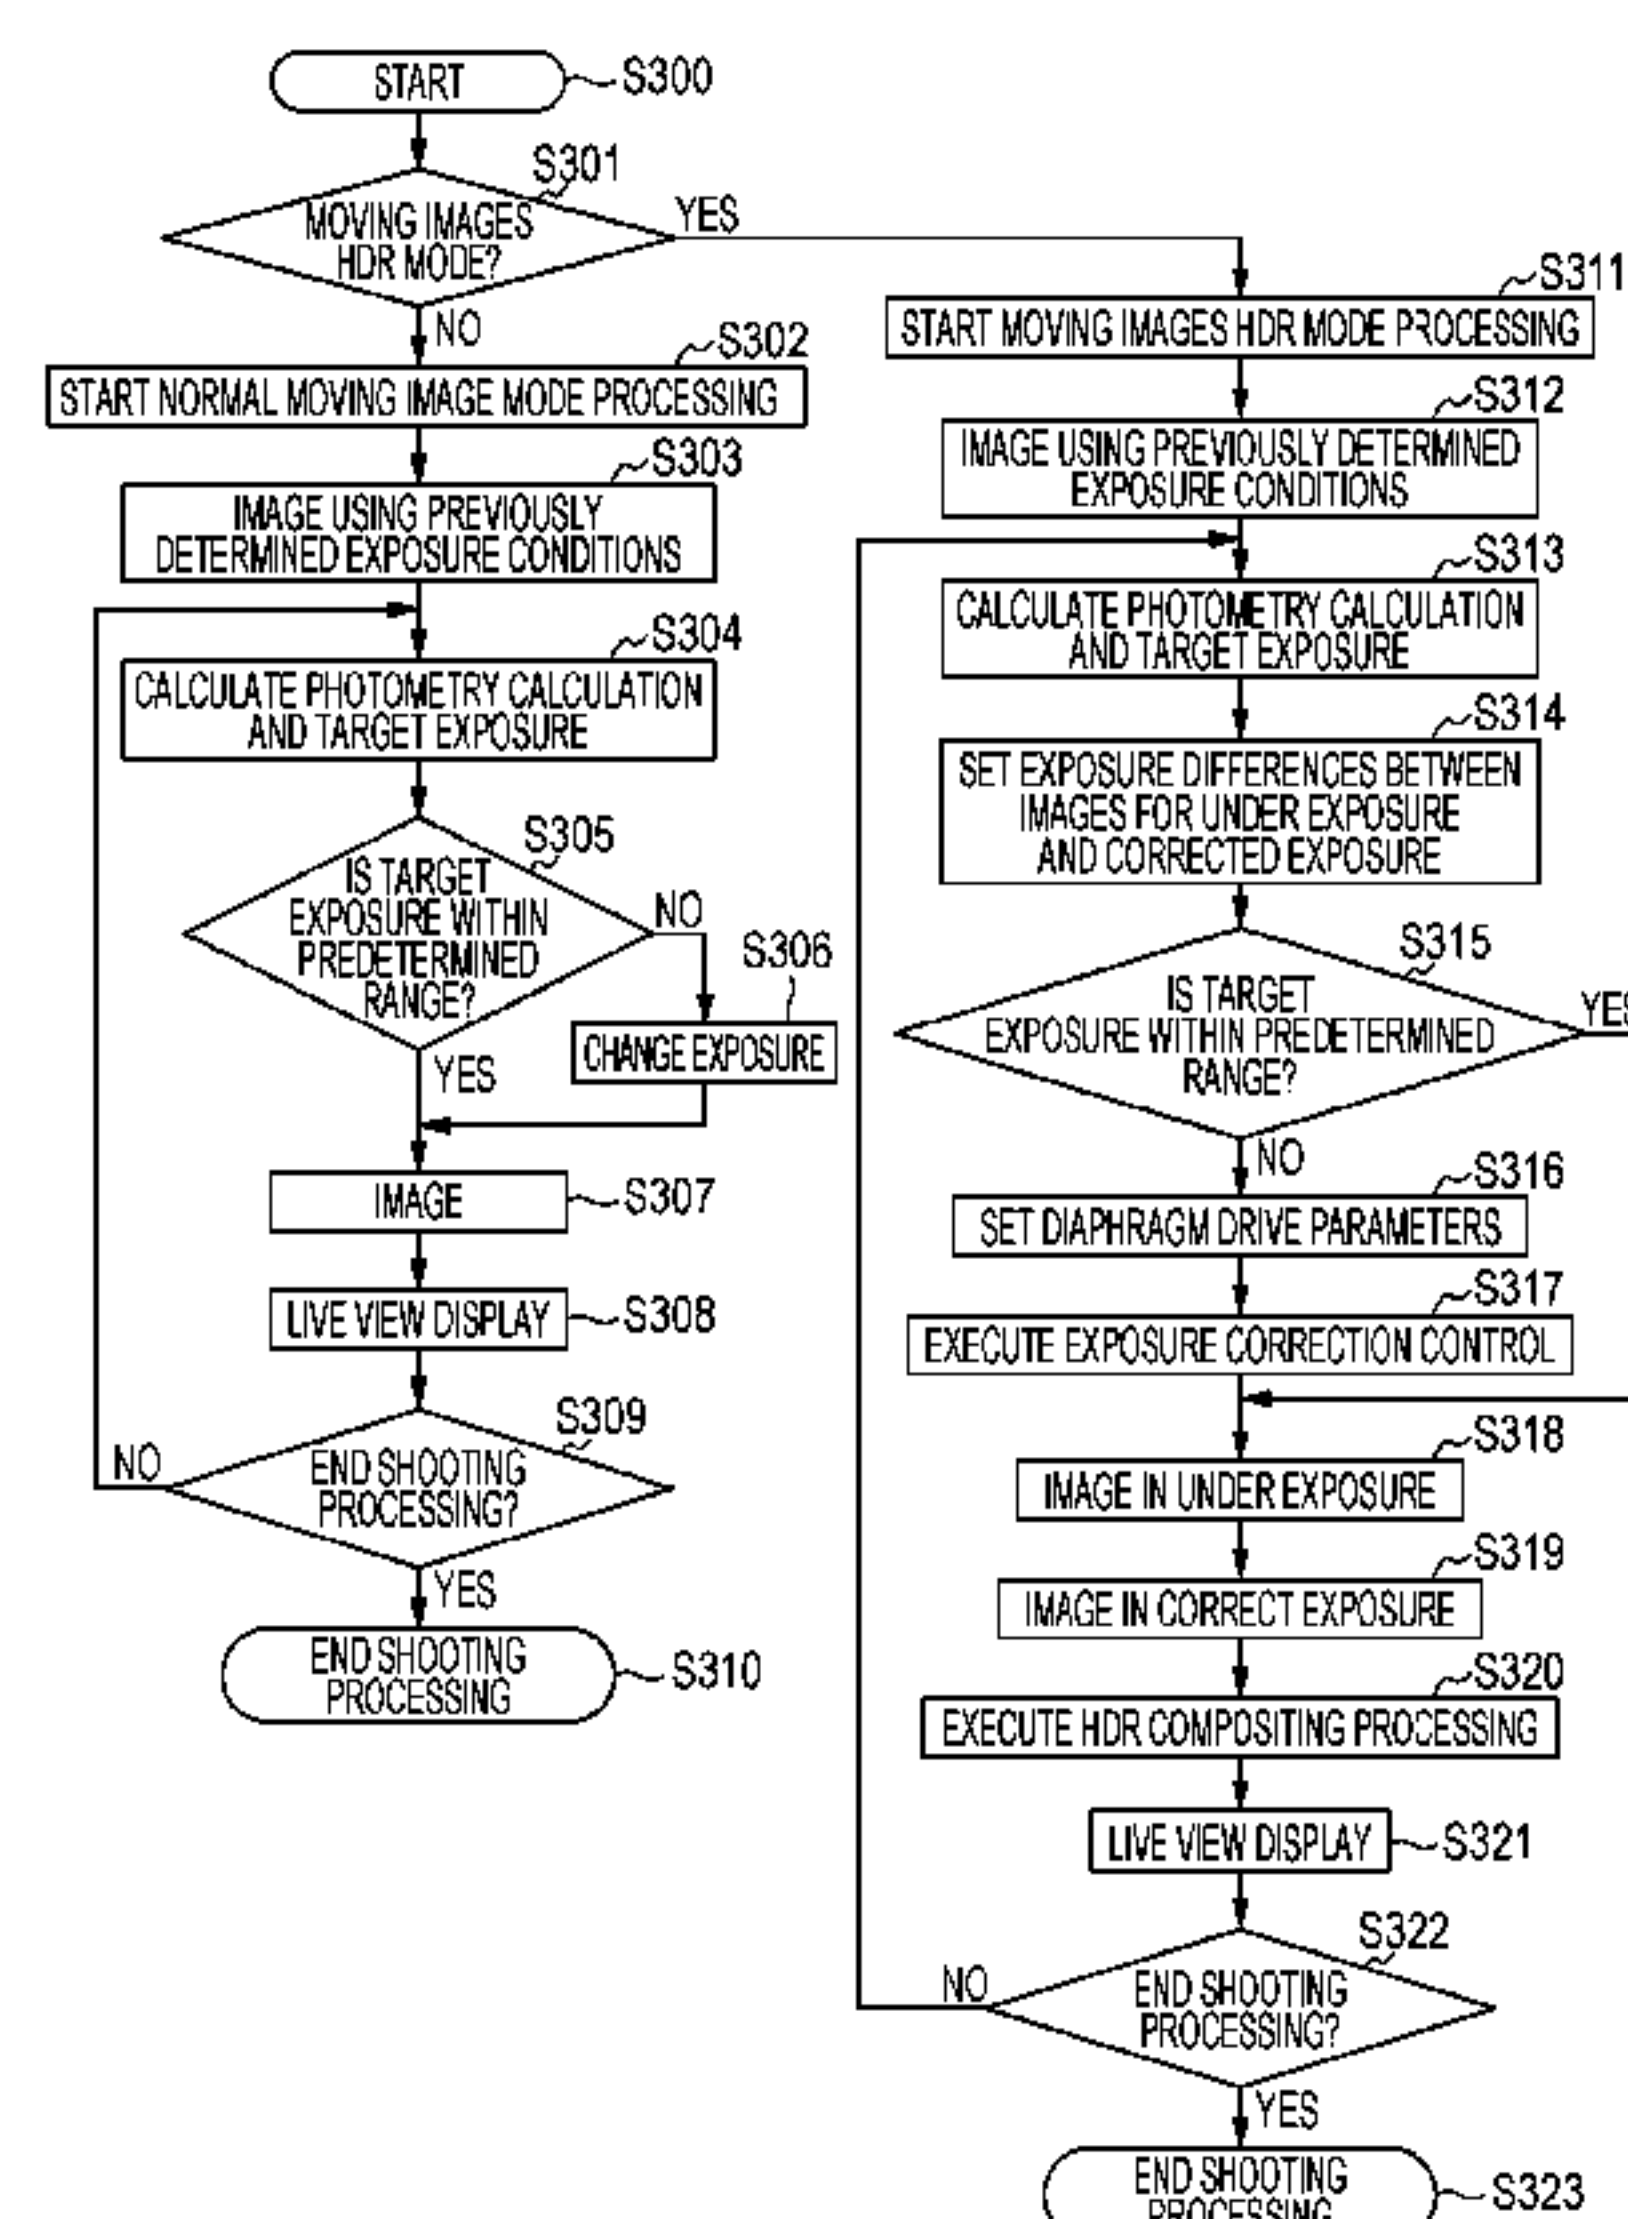 START
S300
S301
MOVING IMAGES
HDR MODE?
YES
NO
S302
START NORMAL MOVING IMAGE MODE PROCESSING
S303
IMAGE USING PREVIOUSLY
DETERMINED EXPOSURE CONDITIONS
S304
CALCULATE PHOTOMETRY CALCULATION
AND TARGET EXPOSURE
S305
IS TARGET
EXPOSURE WITHIN
PREDETERMINED
RANGE?
NO
S306
CHANGE EXPOSURE
YES
IMAGE
S307
LIVE VIEW DISPLAY
S308
S309
NO
END SHOOTING
PROCESSING?
YES
END SHOOTING
PROCESSING
S310
S311
START MOVING IMAGES HDR MODE PROCESSING
S312
IMAGE USING PREVIOUSLY DETERMINED
EXPOSURE CONDITIONS
S313
CALCULATE PHOTOMETRY CALCULATION
AND TARGET EXPOSURE
S314
SET EXPOSURE DIFFERENCES BETWEEN
IMAGES FOR UNDER EXPOSURE
AND CORRECTED EXPOSURE
S315
IS TARGET
EXPOSURE WITHIN PREDETERMINED
RANGE?
YES
NO
S316
SET DIAPHRAGM DRIVE PARAMETERS
S317
EXECUTE EXPOSURE CORRECTION CONTROL
S318
IMAGE IN UNDER EXPOSURE
S319
IMAGE IN CORRECT EXPOSURE
S320
EXECUTE HDR COMPOSITING PROCESSING
LIVE VIEW DISPLAY
S321
S322
NO
END SHOOTING
PROCESSING?
YES
END SHOOTING
PROCESSING
S323